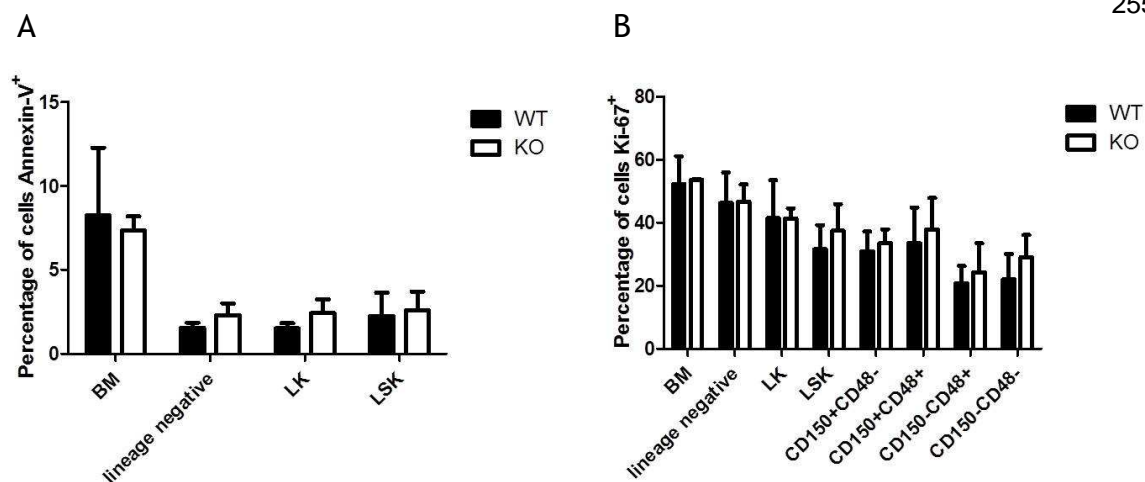 255
A
Percentage of cells Annexin-V+
15
10
5
0
BM
lineage negative
LK
LSK
WT
KO
B
Percentage of cells Ki-67+
80
60
40
20
0
BM
lineage negative
LK
LSK
CD150+CD48-
CD150+CD48+
CD150-CD48+
CD150-CD48-
WT
KO